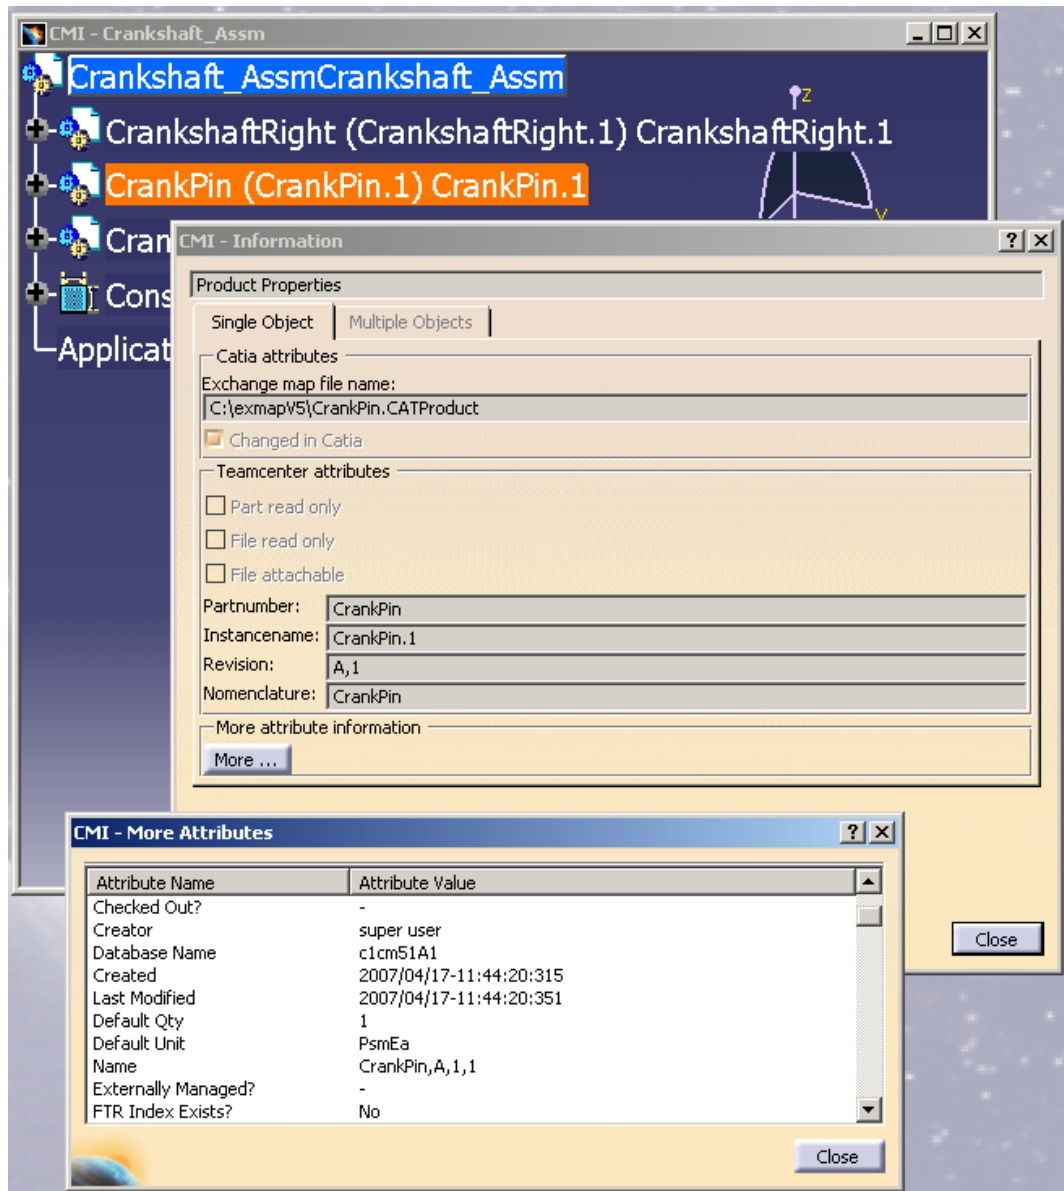 CMI - Crankshaft_Assm
Crankshaft_AssmCrankshaft_Assm
CrankshaftRight (CrankshaftRight.1) CrankshaftRight.1
CrankPin (CrankPin.1) CrankPin.1
Cran
Cons
Applicat
z
y
CMI - Information
Product Properties
Single Object
Multiple Objects
Catia attributes
Exchange map file name:
C:\exmapV5\CrankPin.CATProduct
Changed in Catia
Teamcenter attributes
Part read only
File read only
File attachable
Partnumber: CrankPin
Instancename: CrankPin.1
Revision: A,1
Nomenclature: CrankPin
More attribute information
More ...
Close
CMI - More Attributes
Attribute Name Attribute Value
Checked Out? -
Creator super user
Database Name c1cm51A1
Created 2007/04/17-11:44:20:315
Last Modified 2007/04/17-11:44:20:351
Default Qty 1
Default Unit PsmEa
Name CrankPin,A,1,1
Externally Managed? -
FTR Index Exists? No
Close